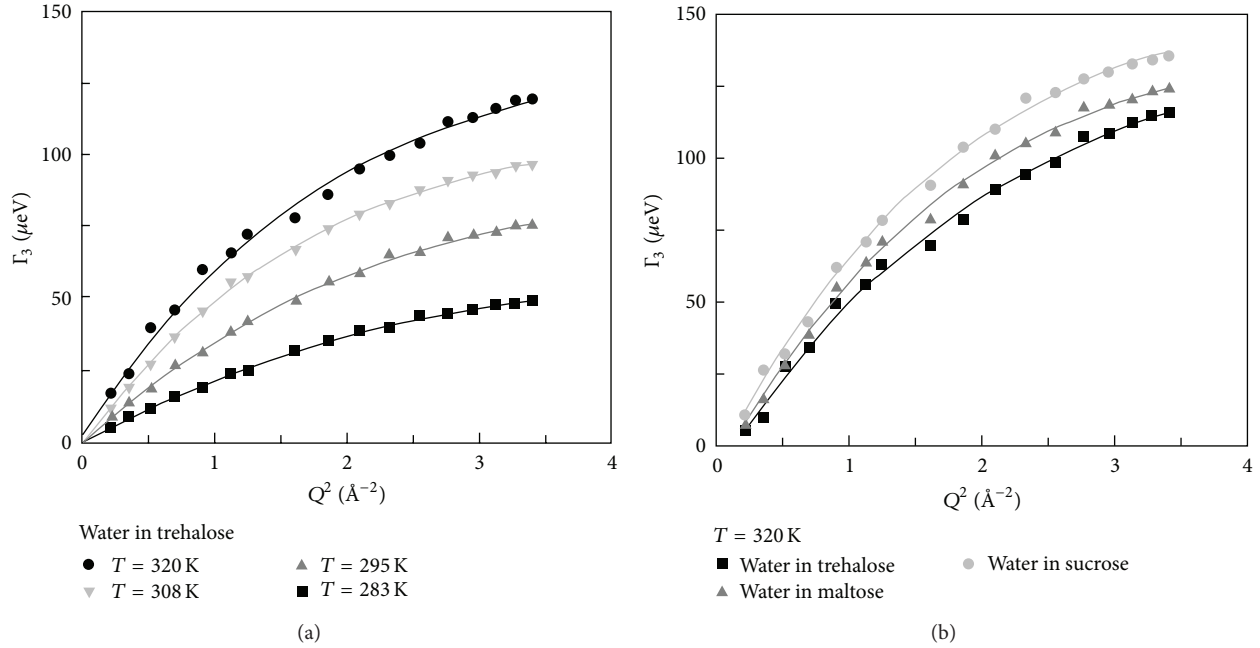 150
100
50
0
Γ3 (μeV)
0 1 2 3 4
Q² (Å⁻²)
Water in trehalose
T = 320 K
T = 295 K
T = 308 K
T = 283 K
(a)
150
100
50
0
Γ3 (μeV)
0 1 2 3 4
Q² (Å⁻²)
T = 320 K
Water in trehalose
Water in sucrose
Water in maltose
(b)